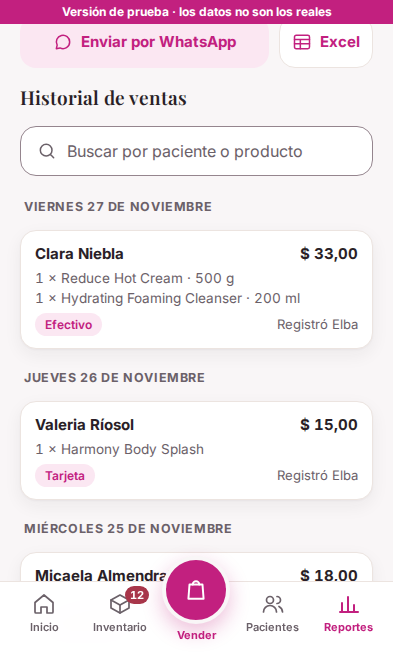 Versión de prueba · los datos no son los reales
Enviar por WhatsApp
Excel
Historial de ventas
Buscar por paciente o producto
VIERNES 27 DE NOVIEMBRE
Clara Niebla
$ 33,00
1 × Reduce Hot Cream · 500 g
1 × Hydrating Foaming Cleanser · 200 ml
Efectivo
Registró Elba
JUEVES 26 DE NOVIEMBRE
Valeria Ríosol
$ 15,00
1 × Harmony Body Splash
Tarjeta
Registró Elba
MIÉRCOLES 25 DE NOVIEMBRE
Micaela Almendra
$ 18,00
12
Inicio
Inventario
Vender
Pacientes
Reportes